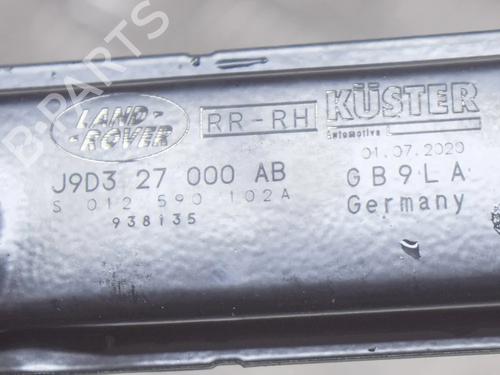 LAND-
-ROVER
RR-RH
KÜSTER
Automotive
01.07.2020
J9D3 27 000 AB
GB9LA
S 012 590 102A
Germany
938135
B-PARTS